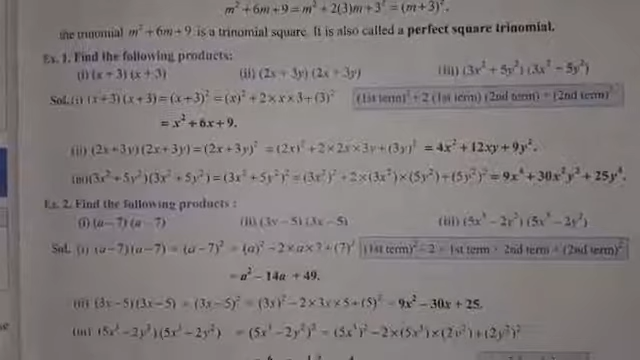 m² + 6m + 9 = m² + 2(3)m + 3² = (m + 3)².
the trinomial m² + 6m + 9 is a trinomial square. It is also called a perfect square trinomial.
Ex. 1. Find the following products:
(i) (x + 3) (x + 3) (ii) (2x + 3y) (2x + 3y) (iii) (3x² + 5y²) (3x² - 5y²)
Sol. (i) (x + 3) (x + 3) = (x + 3)² = (x)² + 2 × x × 3 + (3)² (1st term)² + 2 (1st term) (2nd term) + (2nd term)²
= x² + 6x + 9.
(ii) (2x + 3y) (2x + 3y) = (2x + 3y)² = (2x)² + 2 × 2x × 3y + (3y)² = 4x² + 12xy + 9y².
(iii) (3x² + 5y²)(3x² + 5y²) = (3x² + 5y²)² = (3x²)² + 2 × (3x²) × (5y²) + (5y²)² = 9x⁴ + 30x²y² + 25y⁴.
Ex. 2. Find the following products :
(i) (a – 7) (a – 7) (ii) (3x – 5) (3x – 5) (iii) (5x³ – 2y²) (5x³ – 2y²)
Sol. (i) (a – 7) (a – 7) = (a – 7)² = (a)² – 2 × a × 7 + (7)² (1st term)² – 2 × 1st term × 2nd term + (2nd term)²
= a² – 14a + 49.
(ii) (3x – 5) (3x – 5) = (3x – 5)² = (3x)² – 2 × 3x × 5 + (5)² = 9x² – 30x + 25.
(iii) (5x³ – 2y²) (5x³ – 2y²) = (5x³ – 2y²)² = (5x³)² – 2 × (5x³) × (2y²) + (2y²)²